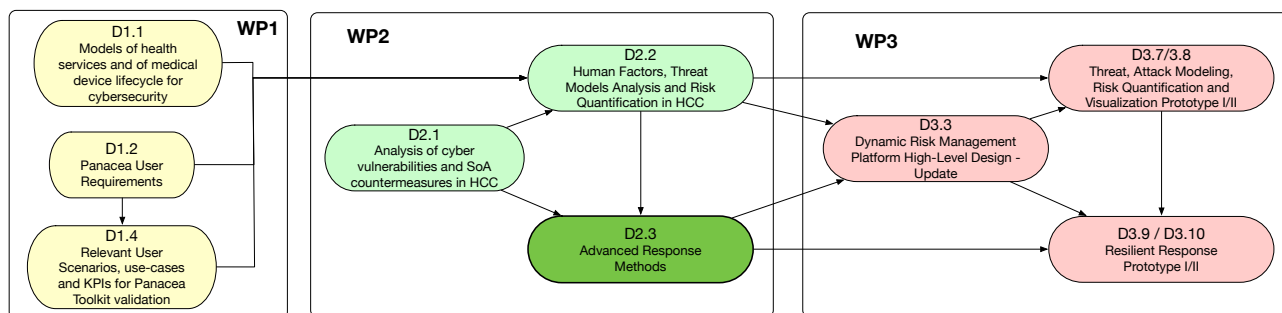 WP1
D1.1
Models of health
services and of medical
device lifecycle for
cybersecurity
D1.2
Panacea User
Requirements
D1.4
Relevant User
Scenarios, use-cases
and KPIs for Panacea
Toolkit validation
WP2
D2.2
Human Factors, Threat
Models Analysis and Risk
Quantification in HCC
D2.1
Analysis of cyber
vulnerabilities and SoA
countermeasures in HCC
D2.3
Advanced Response
Methods
WP3
D3.7/3.8
Threat, Attack Modeling,
Risk Quantification and
Visualization Prototype I/II
D3.3
Dynamic Risk Management
Platform High-Level Design -
Update
D3.9 / D3.10
Resilient Response
Prototype I/II